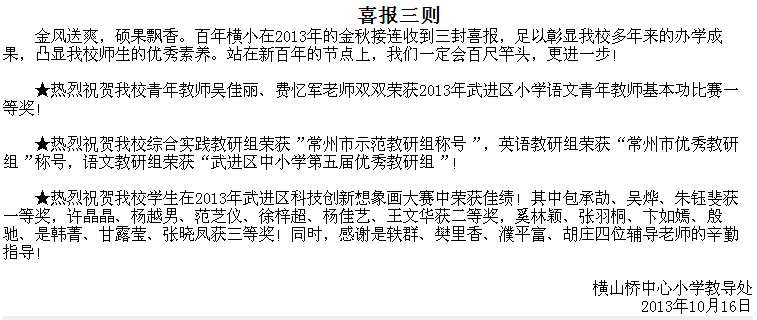 喜报三则
金风送爽，硕果飘香。百年横小在2013年的金秋接连收到三封喜报，足以彰显我校多年来的办学成
果，凸显我校师生的优秀素养。站在新百年的节点上，我们一定会百尺竿头，更进一步！
★热烈祝贺我校青年教师吴佳丽、费忆军老师双双荣获2013年武进区小学语文青年教师基本功比赛一
等奖！
★热烈祝贺我校综合实践教研组荣获＂常州市示范教研组称号＂，英语教研组荣获“常州市优秀教研
组＂称号，语文教研组荣获“武进区中小学第五届优秀教研组＂！
★热烈祝贺我校学生在2013年武进区科技创新想象画大赛中荣获佳绩！其中包承劼、吴烨、朱钰斐获
一等奖，许晶晶、杨越男、范芝仪、徐梓超、杨佳艺、王文华获二等奖，奚林颖、张羽桐、卞如嫣、殷
驰、是韩菁、甘露莹、张晓凤获三等奖！同时，感谢是轶群、樊里香、濮平富、胡庄四位辅导老师的辛勤
指导！
横山桥中心小学教导处
2013年10月16日